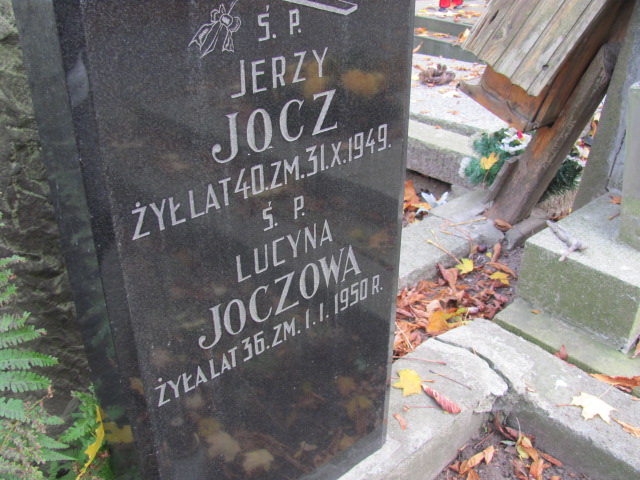 Ś. P.
JERZY
JOCZ
ŻYŁ LAT 40. ZM. 31. X. 1949.
Ś. P.
LUCYNA
JOCZOWA
ŻYŁA LAT 36. ZM. 1. I. 1950 R.